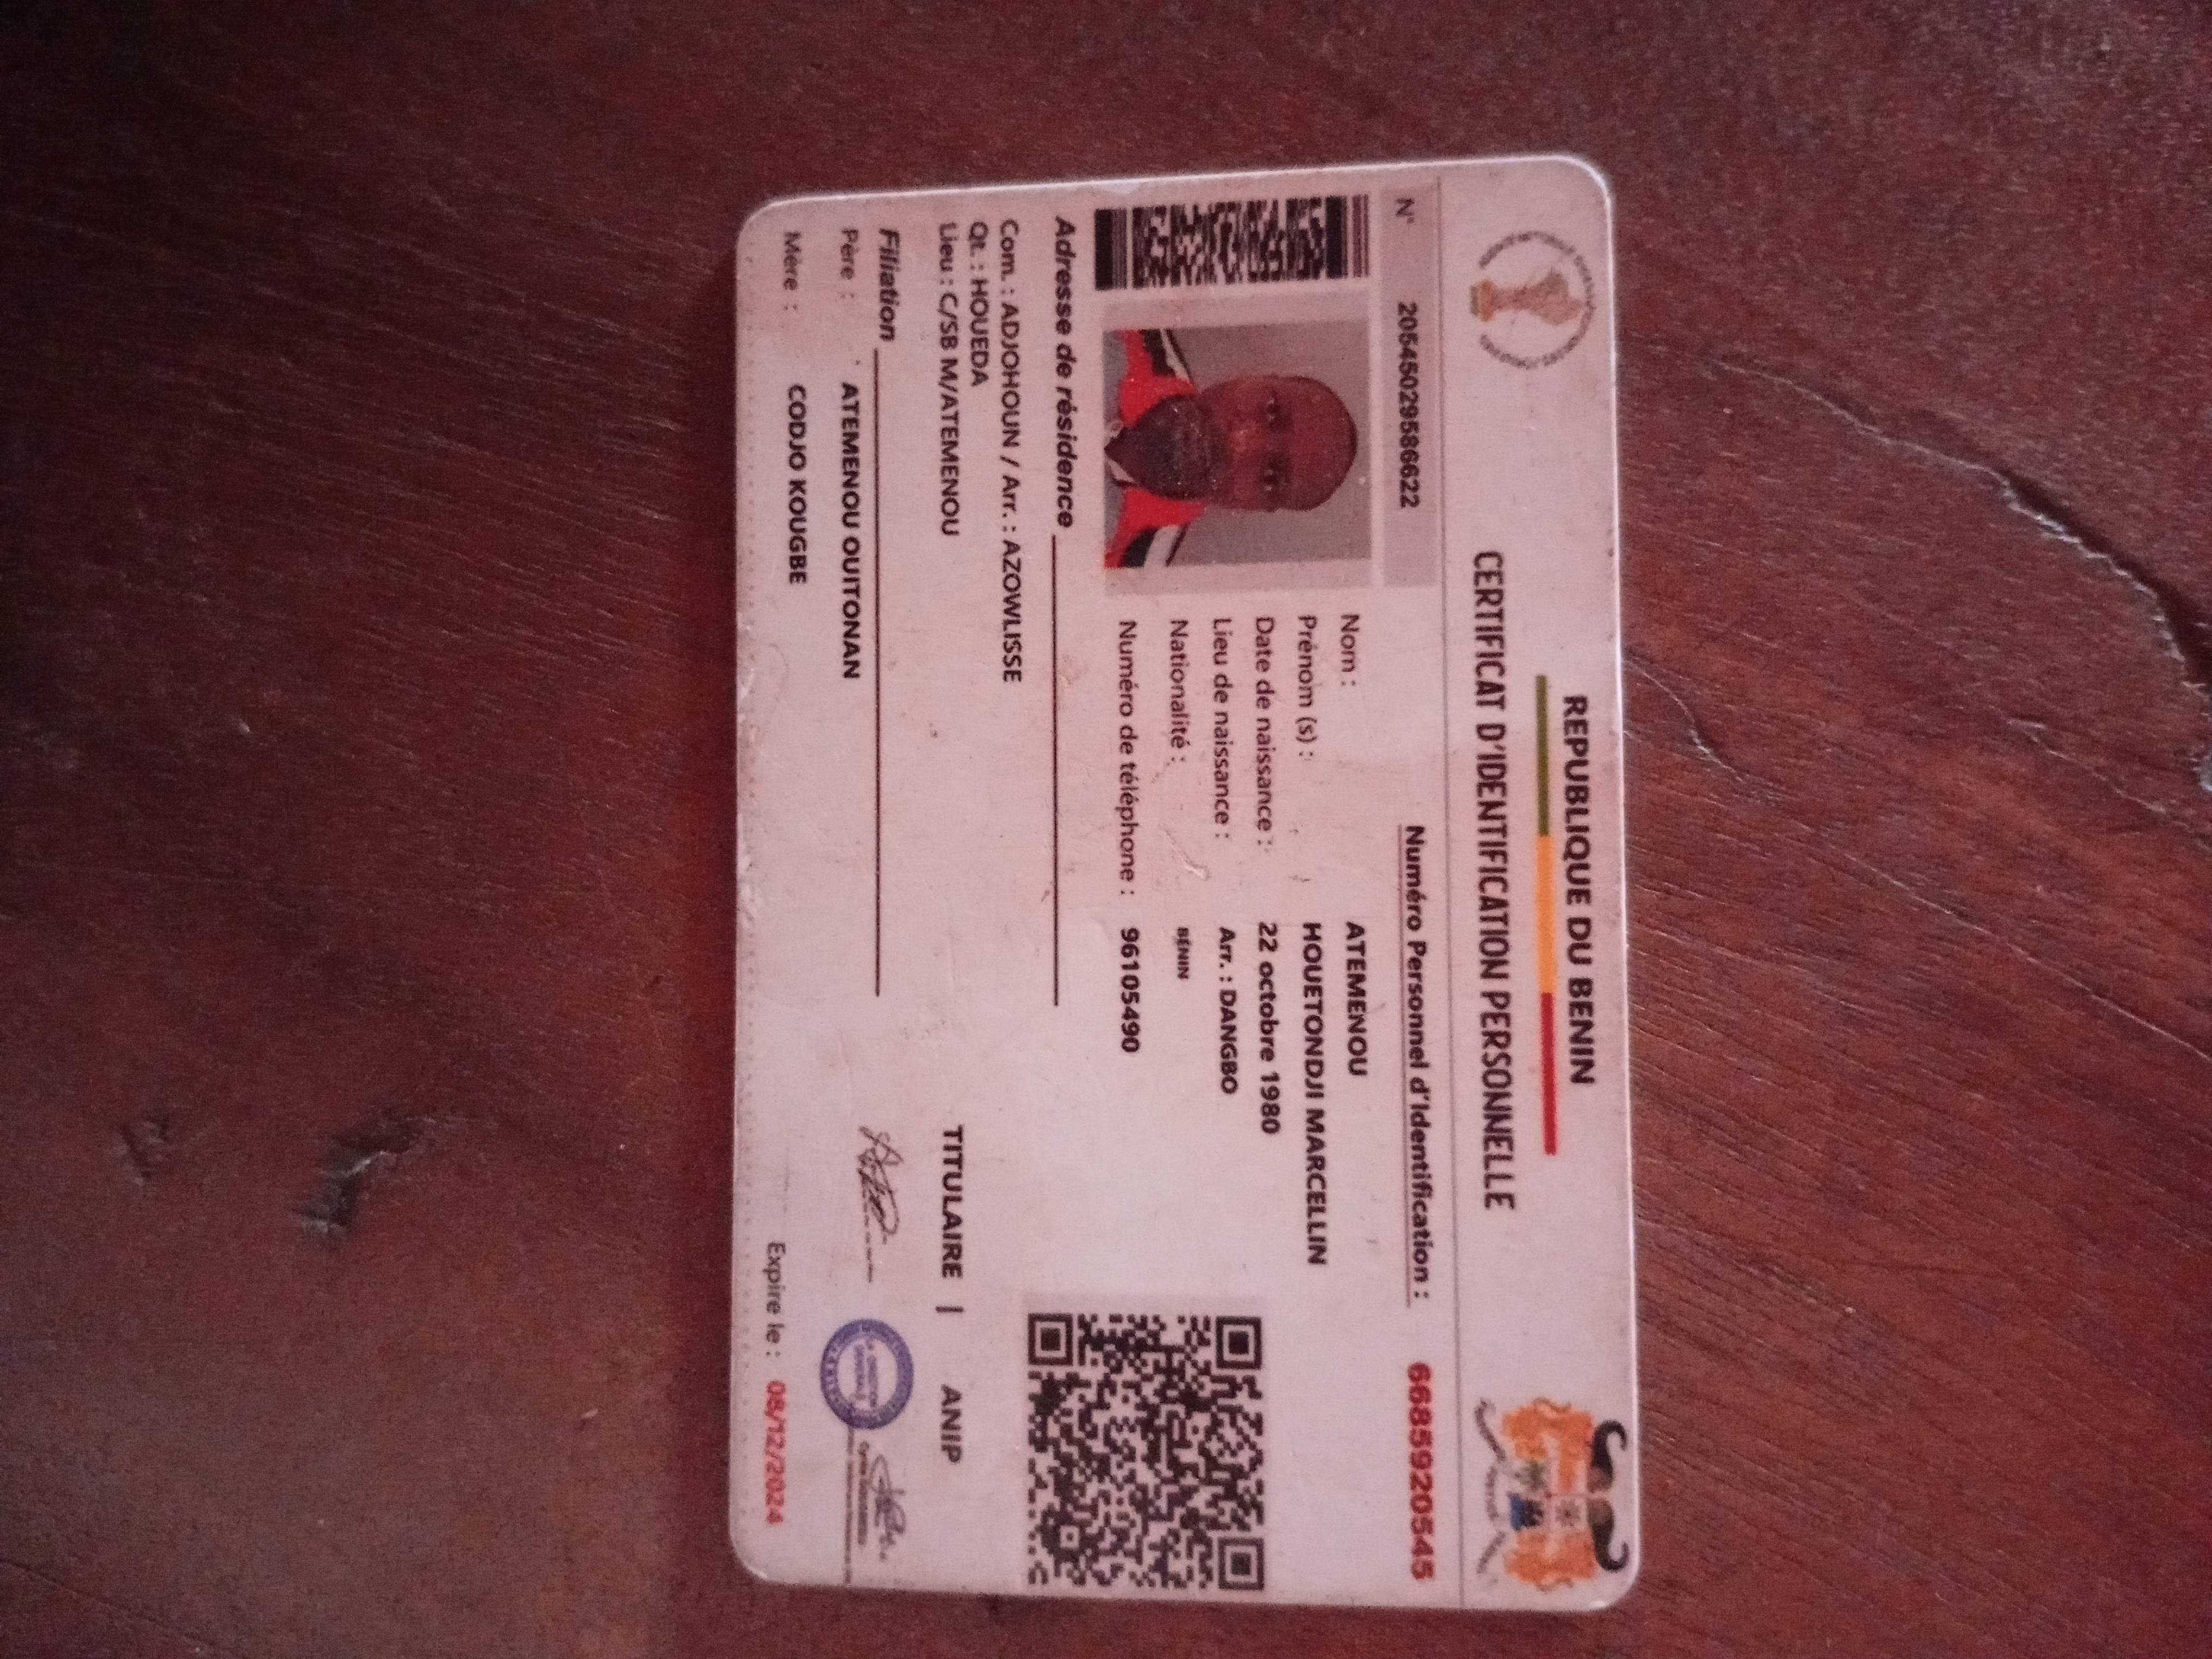 REPUBLIQUE DU BENIN
CERTIFICAT D'IDENTIFICATION PERSONNELLE
N° 2054502958662​2
Numéro Personnel d'Identification : 6685920545
Nom : ATEMENOU
Prénom (s) : HOUETONDJI MARCELLIN
Date de naissance : 22 octobre 1980
Lieu de naissance : Arr. : DANGBO
Nationalité : BÉNIN
Numéro de téléphone : 96105490
Adresse de résidence
Com. : ADJOHOUN / Arr. : AZOWLISSE
Qt. : HOUEDA
Lieu : C/SB M/ATEMENOU
Filiation
Père : ATEMENOU OUITONAN
Mère : CODJO KOUGBE
TITULAIRE | ANIP
Expire le : 08/12/2024